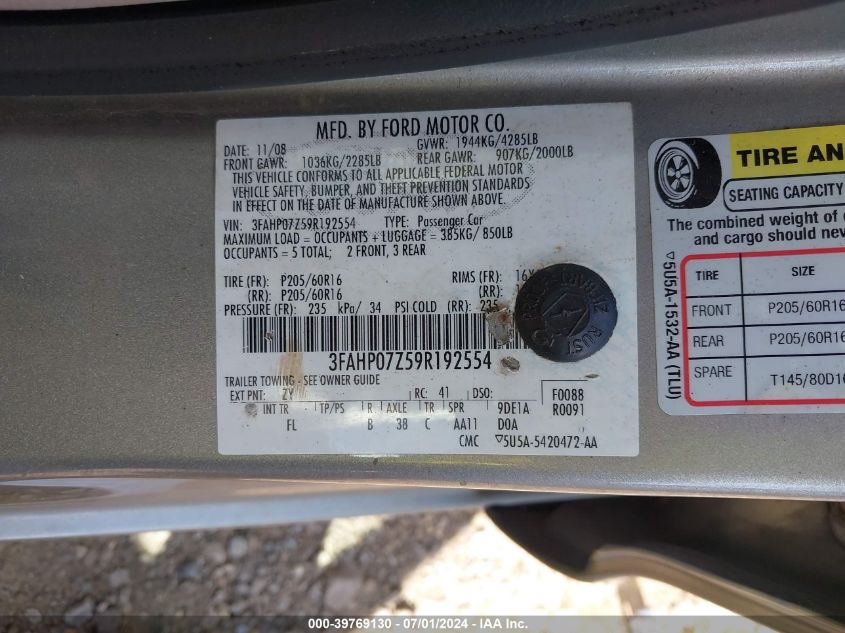 MFD. BY FORD MOTOR CO.
DATE: 11/08 GVWR: 1944KG/4285LB
FRONT GAWR: 1036KG/2285LB REAR GAWR: 907KG/2000LB
THIS VEHICLE CONFORMS TO ALL APPLICABLE FEDERAL MOTOR
VEHICLE SAFETY, BUMPER, AND THEFT PREVENTION STANDARDS
IN EFFECT ON THE DATE OF MANUFACTURE SHOWN ABOVE.
VIN: 3FAHP07Z59R192554 TYPE: Passenger Car
MAXIMUM LOAD = OCCUPANTS + LUGGAGE = 385KG/ 850LB
OCCUPANTS = 5 TOTAL; 2 FRONT, 3 REAR
TIRE (FR): P205/60R16 RIMS (FR): 16X
(RR): P205/60R16 (RR):
PRESSURE (FR): 235 kPa/ 34 PSI COLD (RR): 235
3FAHP07Z59R192554
TRAILER TOWING - SEE OWNER GUIDE
EXT PNT: ZY RC: 41 DSO: F0088
INT TR TP/PS R AXLE TR SPR 9DE1A R0091
FL B 38 C AA11 D0A
CMC 5U5A-5420472-AA
RUST
TIRE AN
SEATING CAPACITY
The combined weight of
and cargo should nev
TIRE SIZE
FRONT P205/60R16
REAR P205/60R16
SPARE T145/80D16
5U5A-1532-AA (TLU)
000-39769130 - 07/01/2024 - IAA Inc.